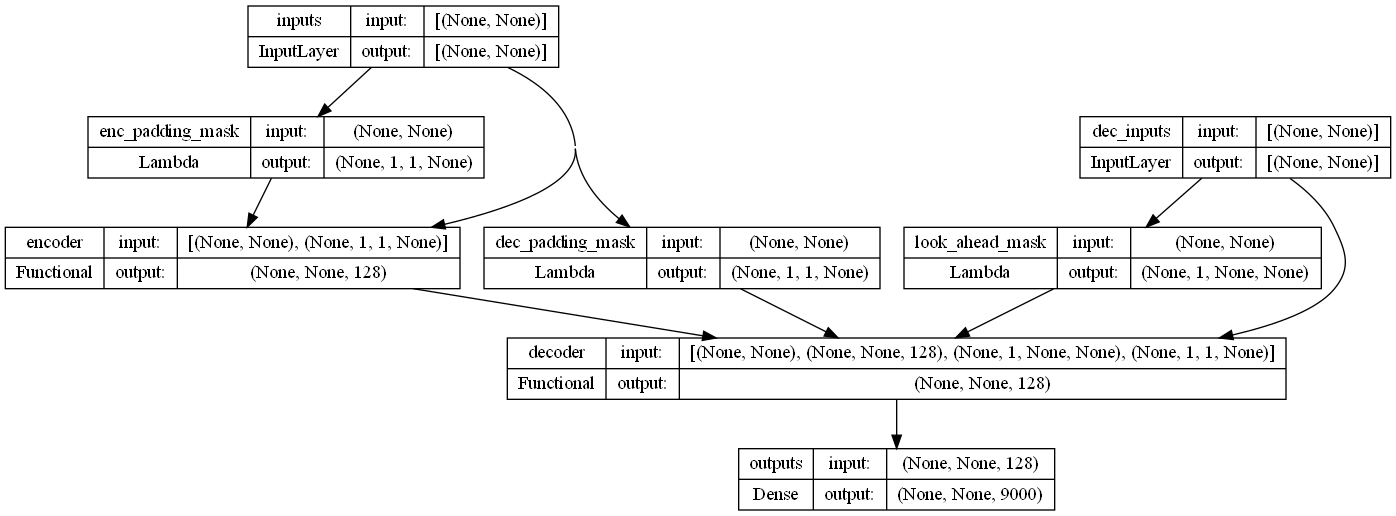 inputs input: [(None, None)]
InputLayer output: [(None, None)]
enc_padding_mask input: (None, None)
Lambda output: (None, 1, 1, None)
dec_inputs input: [(None, None)]
InputLayer output: [(None, None)]
encoder input: [(None, None), (None, 1, 1, None)]
Functional output: (None, None, 128)
dec_padding_mask input: (None, None)
Lambda output: (None, 1, 1, None)
look_ahead_mask input: (None, None)
Lambda output: (None, 1, None, None)
decoder input: [(None, None), (None, None, 128), (None, 1, None, None), (None, 1, 1, None)]
Functional output: (None, None, 128)
outputs input: (None, None, 128)
Dense output: (None, None, 9000)